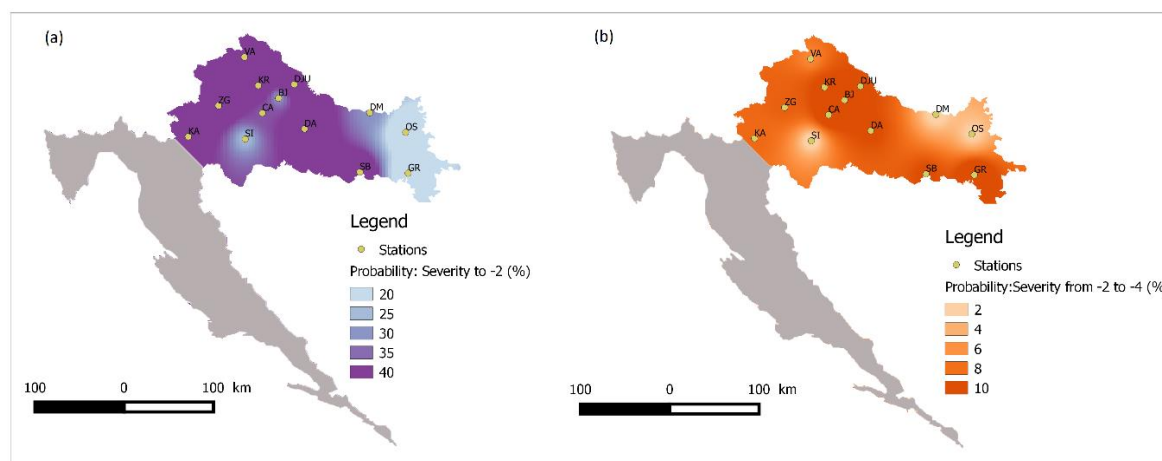 (a)
VA
KR
DJU
BJ
ZG
CA
DM
DA
OS
KA
SI
SB
GR
Legend
Stations
Probability: Severity to -2 (%)
20
25
30
35
40
100 0 100 km
(b)
VA
KR
DJU
BJ
ZG
CA
DM
DA
OS
KA
SI
SB
GR
Legend
Stations
Probability:Severity from -2 to -4 (%
2
4
6
8
10
100 0 100 km